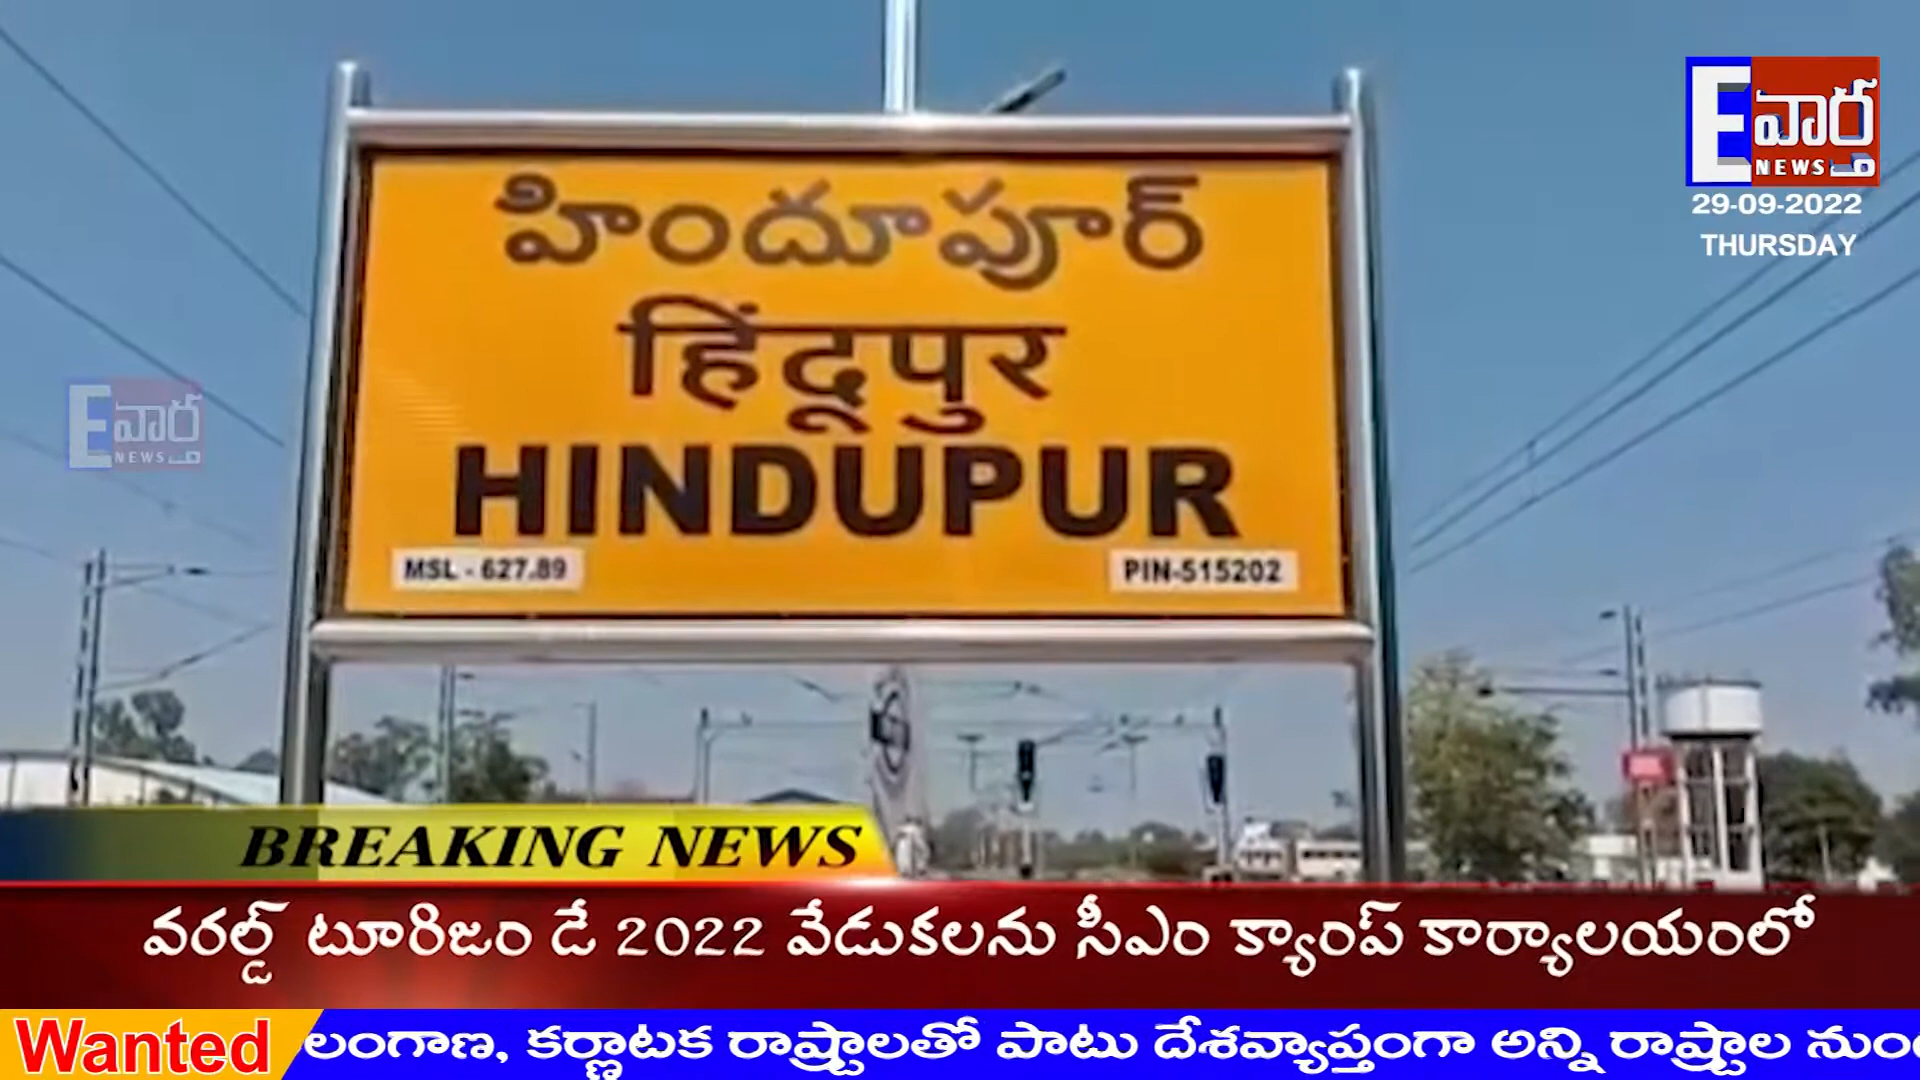 E వార్త
NEWS
29-09-2022
THURSDAY
హిందూపూర్
हिंदूपुर
HINDUPUR
MSL - 627.89
PIN-515202
E వార్త
NEWS
BREAKING NEWS
వరల్డ్ టూరిజం డే 2022 వేడుకలను సీఎం క్యాంప్ కార్యాలయంలో
Wanted లంగాణ, కర్ణాటక రాష్ట్రాలతో పాటు దేశవ్యాప్తంగా అన్ని రాష్ట్రాల నుం